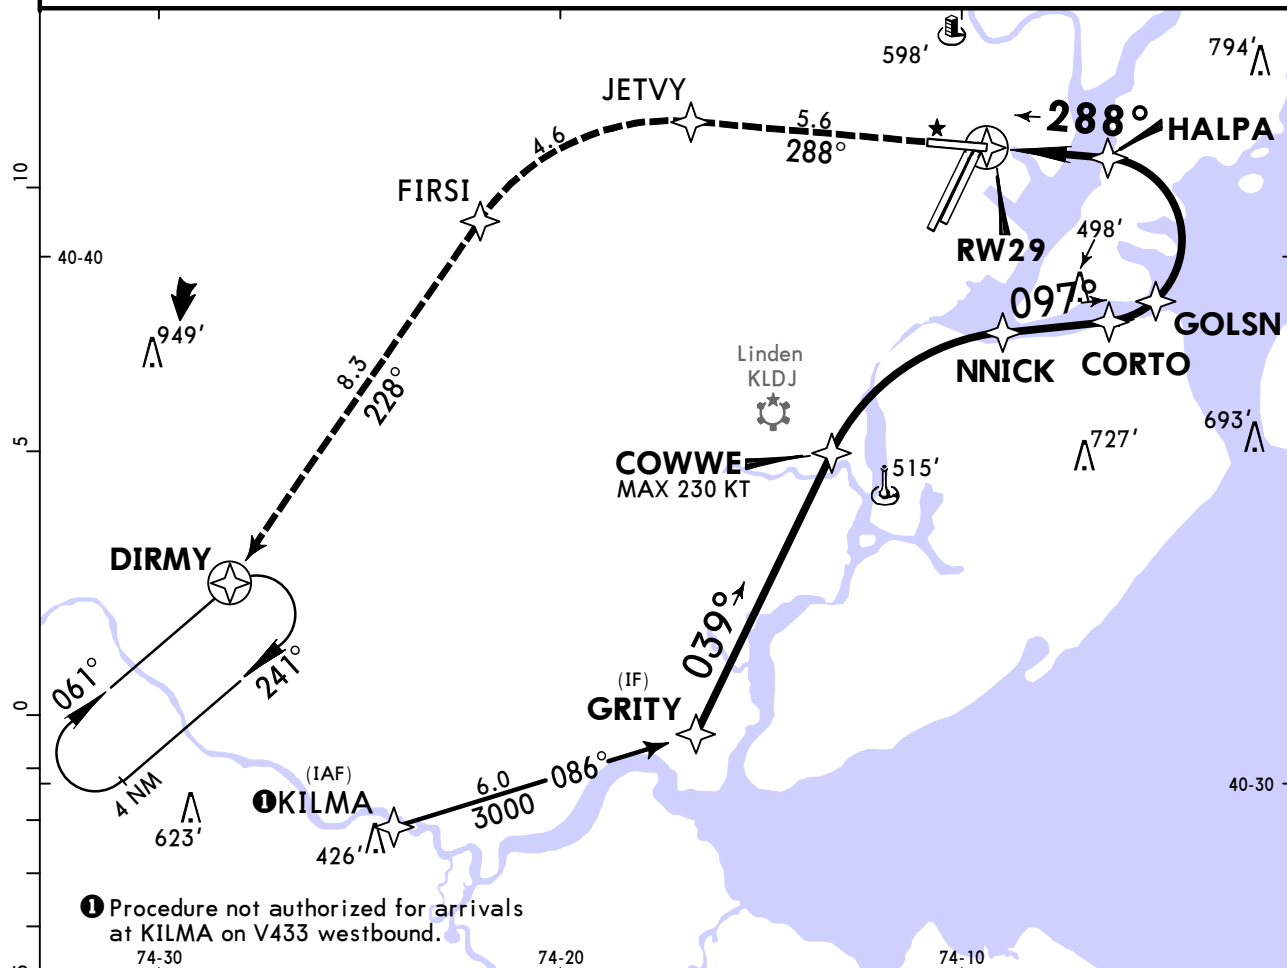 598′
794′
JETVY
5.6
288°
288°
HALPA
4.6
FIRSI
10
RW29
498′
40-40
097°
GOLSN
949′
NNICK
CORTO
Linden
KLDJ
8.3
228°
5
693′
727′
COWWE
MAX 230 KT
515′
DIRMY
039°
061°
241°
(IF)
GRITY
0
4 NM
(IAF)
1 KILMA
6.0
086°
3000
40-30
623′
426′
1 Procedure not authorized for arrivals
at KILMA on V433 westbound.
74-30
74-20
74-10